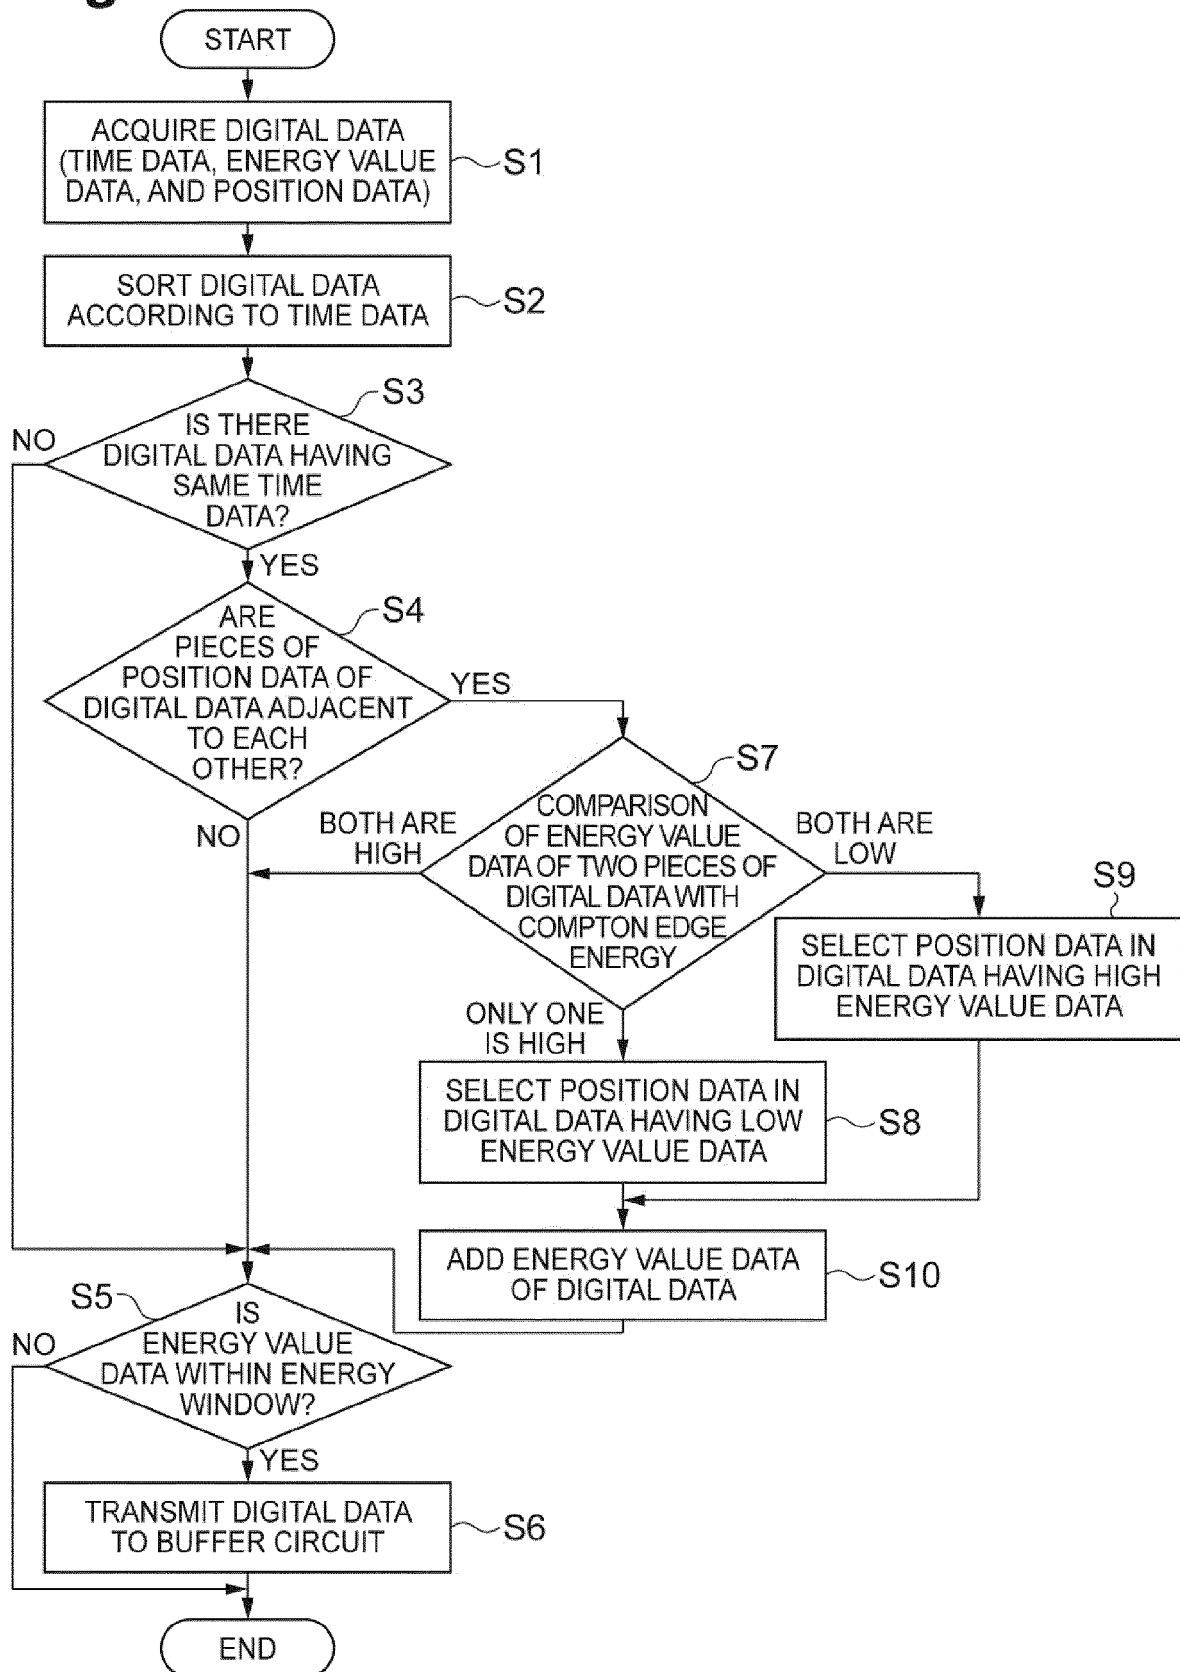 START
ACQUIRE DIGITAL DATA
(TIME DATA, ENERGY VALUE
DATA, AND POSITION DATA)
S1
SORT DIGITAL DATA
ACCORDING TO TIME DATA
S2
S3
NO
IS THERE
DIGITAL DATA HAVING
SAME TIME
DATA?
YES
S4
ARE
PIECES OF
POSITION DATA OF
DIGITAL DATA ADJACENT
TO EACH
OTHER?
YES
NO
S7
COMPARISON
OF ENERGY VALUE
DATA OF TWO PIECES OF
DIGITAL DATA WITH
COMPTON EDGE
ENERGY
BOTH ARE
HIGH
BOTH ARE
LOW
S9
SELECT POSITION DATA IN
DIGITAL DATA HAVING HIGH
ENERGY VALUE DATA
ONLY ONE
IS HIGH
SELECT POSITION DATA IN
DIGITAL DATA HAVING LOW
ENERGY VALUE DATA
S8
ADD ENERGY VALUE DATA
OF DIGITAL DATA
S10
S5
NO
IS
ENERGY VALUE
DATA WITHIN ENERGY
WINDOW?
YES
TRANSMIT DIGITAL DATA
TO BUFFER CIRCUIT
S6
END